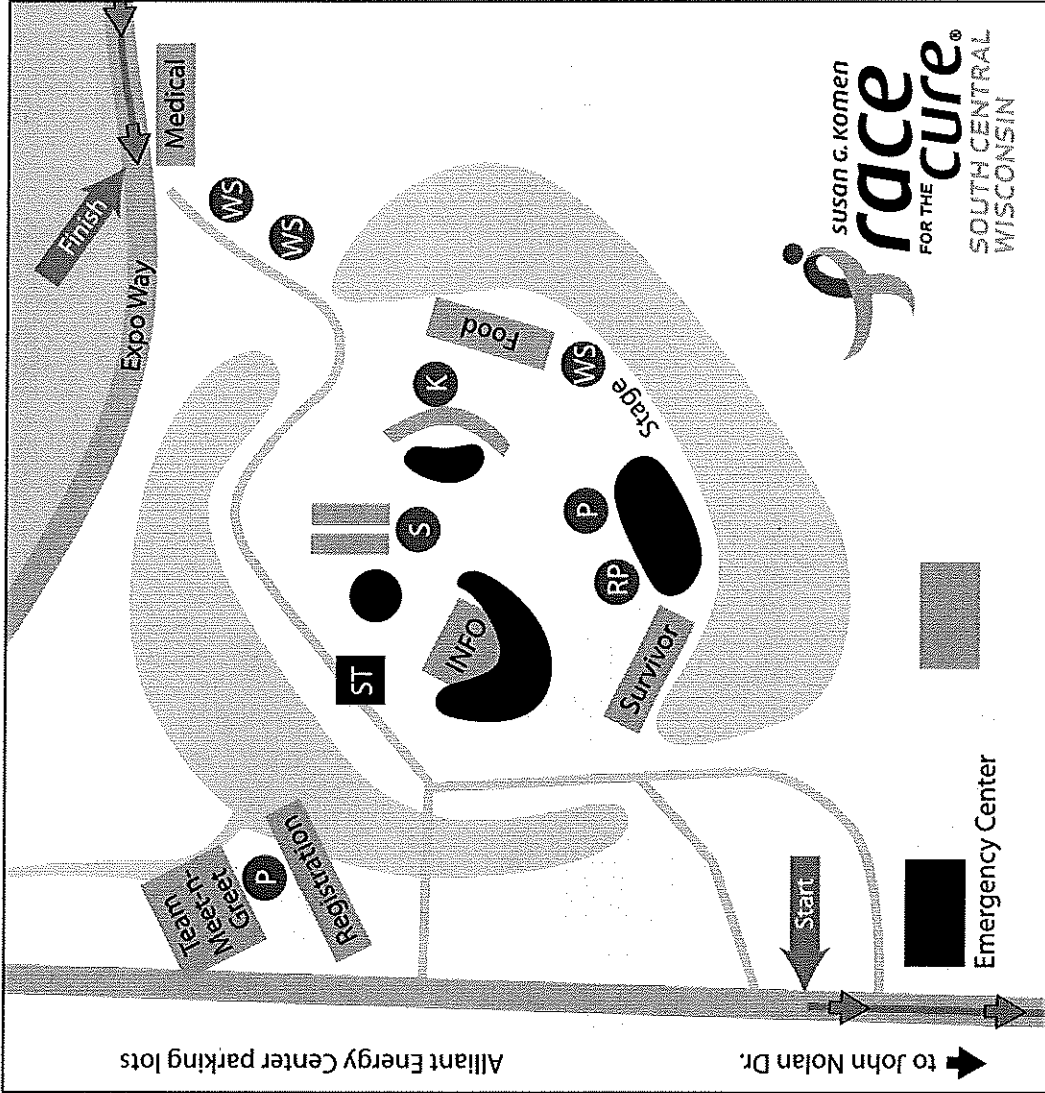 Medical
Finish
Expo Way
WS
WS
Food
K
WS
Stage
S
P
RP
INFO
ST
Survivor
Team
Meet-n-
Greet
P
Registration
Start
Emergency Center
Alliant Energy Center parking lots
to John Nolan Dr.
susan G. Komen
race
FOR THE
cure®
SOUTH CENTRAL
WISCONSIN